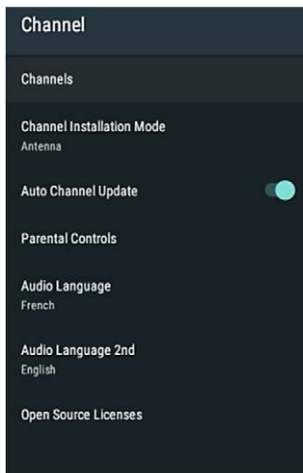 Channel
Channels
Channel Installation Mode
Antenna
Auto Channel Update
Parental Controls
Audio Language
French
Audio Language 2nd
English
Open Source Licenses